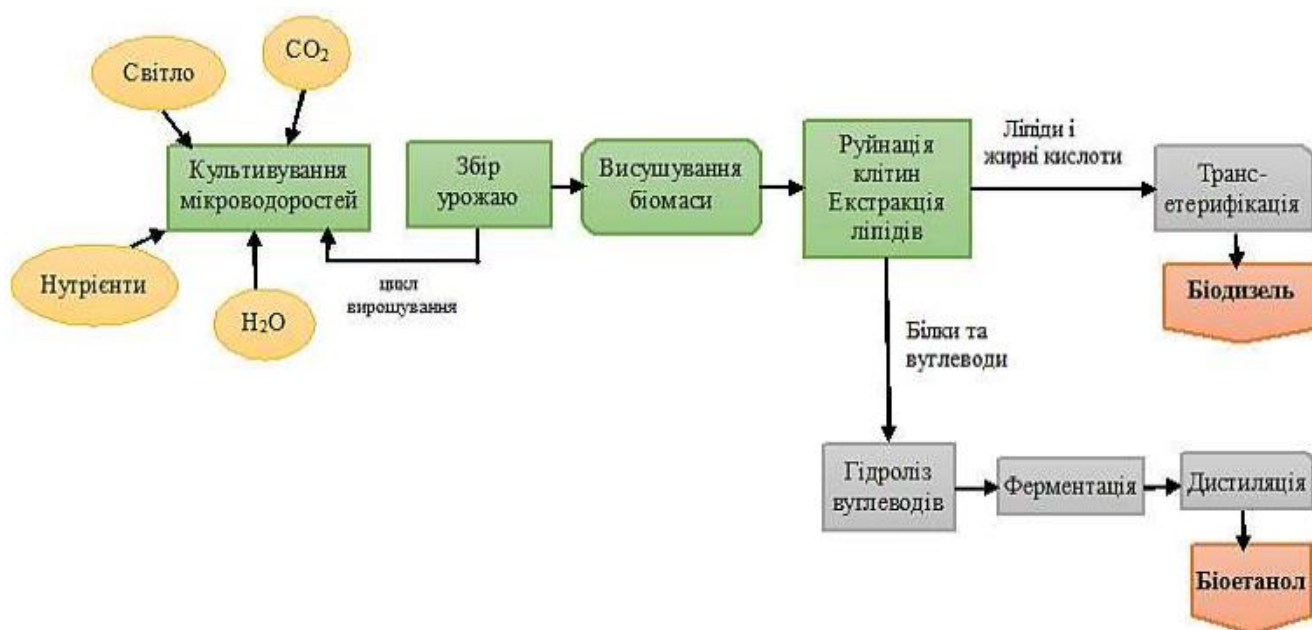 Світло
CO₂
Культивування
мікроводоростей
Нутрієнти
H₂O
Збір
урожаю
цикл
вирощування
Висушування
біомаси
Руйнація
клітин
Екстракція
ліпідів
Ліпіди і
жирні кислоти
Транс-
етерифікація
Біодизель
Білки та
вуглеводи
Гідроліз
вуглеводів
Ферментація
Дистиляція
Біоетанол